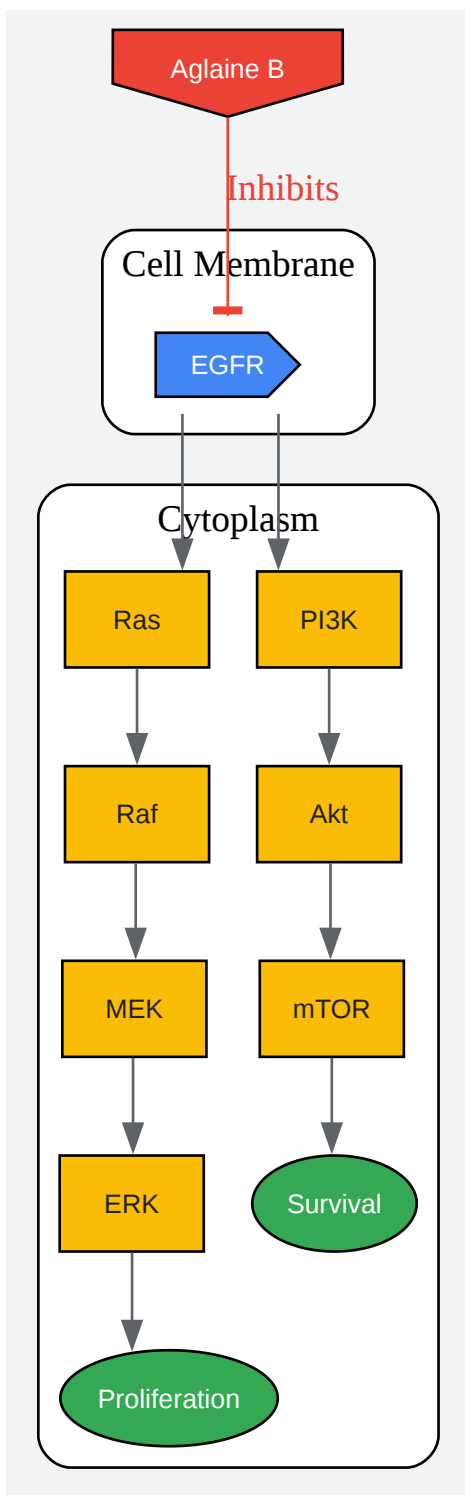 Aglaine B
Inhibits
Cell Membrane
EGFR
Cytoplasm
Ras
PI3K
Raf
Akt
MEK
mTOR
ERK
Survival
Proliferation